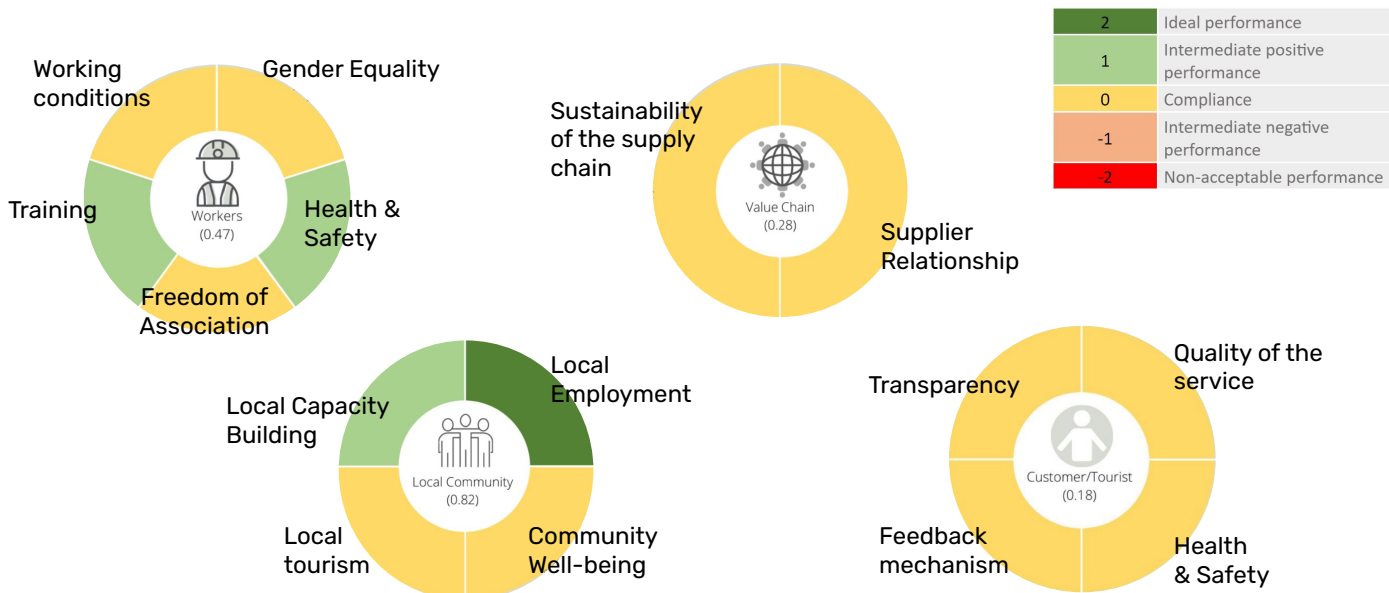 Working
conditions
Gender Equality
Training
Workers
(0.47)
Health &
Safety
Freedom of
Association
Sustainability
of the supply
chain
Value Chain
(0.28)
Supplier
Relationship
2 Ideal performance
1 Intermediate positive
performance
0 Compliance
-1 Intermediate negative
performance
-2 Non-acceptable performance
Local Capacity
Building
Local
Employment
Local Community
(0.82)
Local
tourism
Community
Well-being
Transparency
Quality of the
service
Customer/Tourist
(0.18)
Feedback
mechanism
Health
& Safety